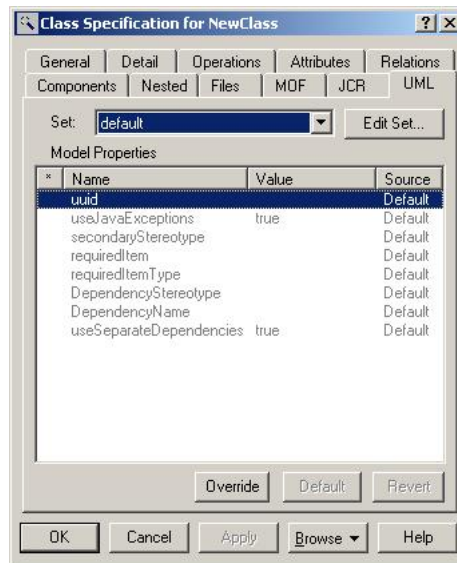 Class Specification for NewClass
General Detail Operations Attributes Relations
Components Nested Files MOF JCR UML
Set: default Edit Set...
Model Properties
* Name Value Source
uuid Default
useJavaExceptions true Default
secondaryStereotype Default
requiredItem Default
requiredItemType Default
DependencyStereotype Default
DependencyName Default
useSeparateDependencies true Default
Override Default Revert
OK Cancel Apply Browse Help